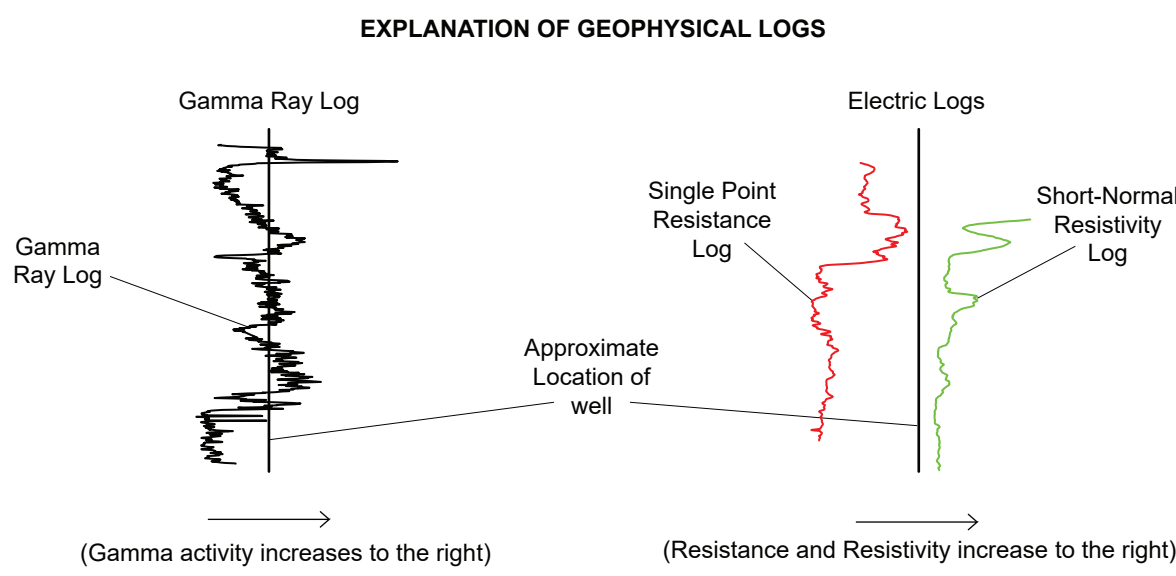 EXPLANATION OF GEOPHYSICAL LOGS
Gamma Ray Log
Electric Logs
Single Point
Resistance
Log
Short-Normal
Resistivity
Log
Gamma
Ray Log
Approximate
Location of
well
(Gamma activity increases to the right)
(Resistance and Resistivity increase to the right)